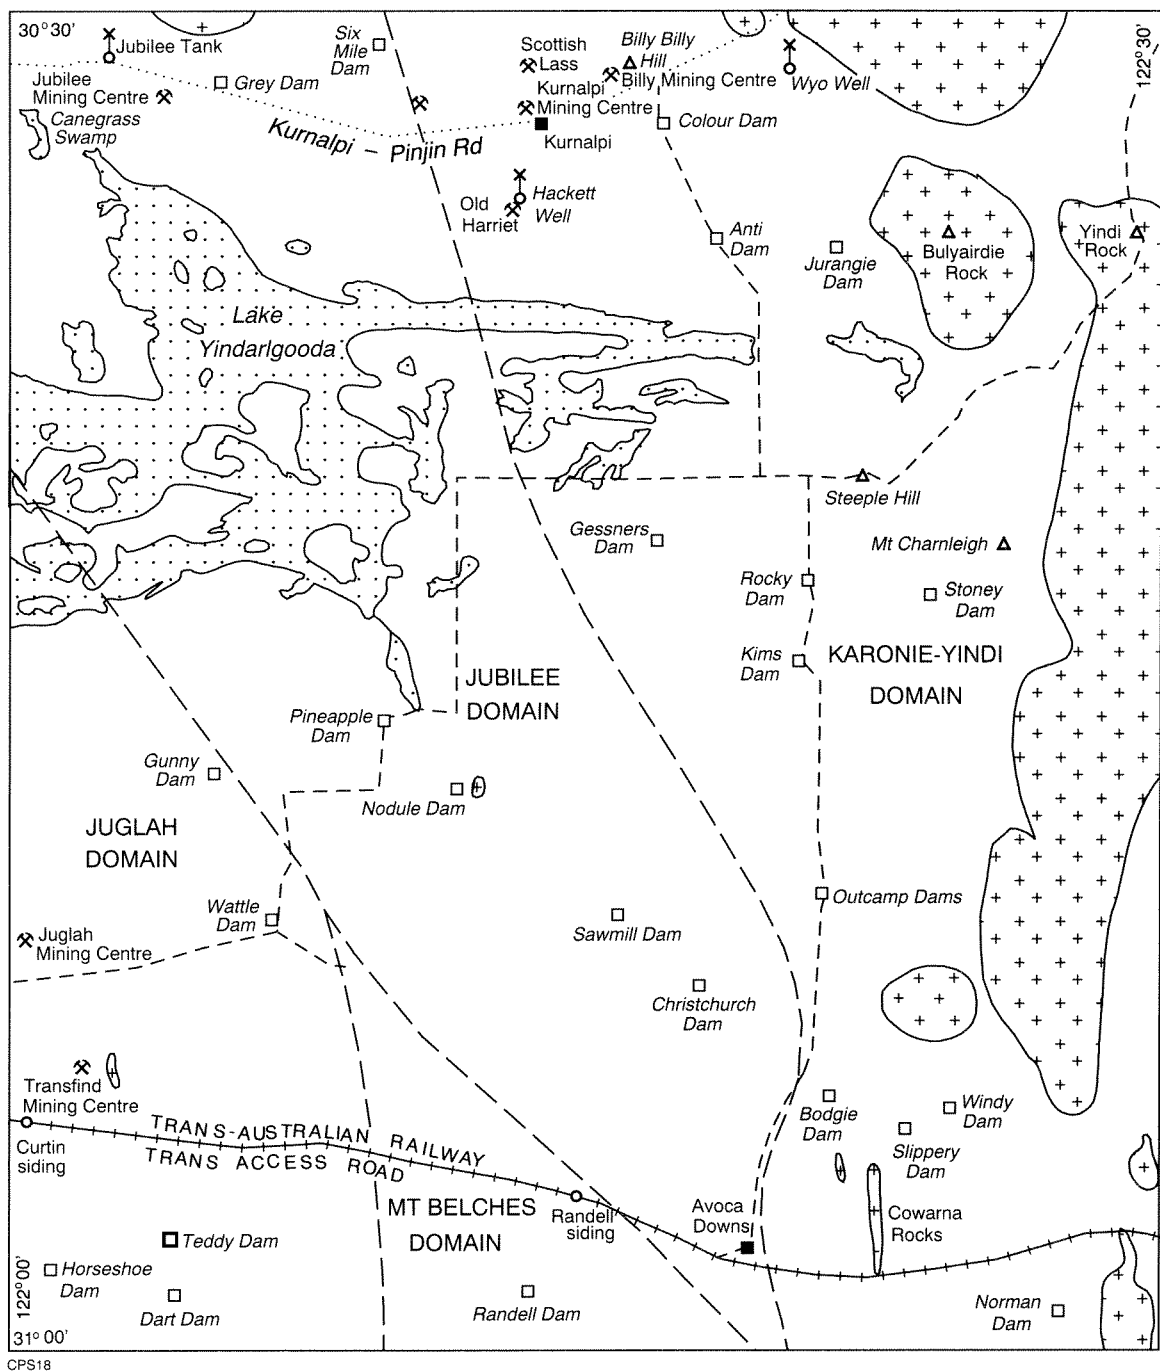 30° 30'
Jubilee Tank
Six
Mile
Dam
Scottish
Lass
Billy Billy
Hill
Billy Mining Centre
Wyo Well
122° 30'
Jubilee
Mining Centre
Grey Dam
Kurnalpi
Mining Centre
Canegrass
Swamp
Kurnalpi – Pinjin Rd
Kurnalpi
Colour Dam
Old
Harriet
Hackett
Well
Anti
Dam
Jurangie
Dam
Bulyairdie
Rock
Yindi
Rock
Lake
Yindarlgooda
Steeple Hill
Gessners
Dam
Mt Charnleigh
Rocky
Dam
Stoney
Dam
Kims
Dam
KARONIE-YINDI
DOMAIN
JUBILEE
DOMAIN
Pineapple
Dam
Gunny
Dam
Nodule Dam
JUGLAH
DOMAIN
Wattle
Dam
Outcamp Dams
Sawmill Dam
Juglah
Mining Centre
Christchurch
Dam
Transfind
Mining Centre
Bodgie
Dam
Windy
Dam
Slippery
Dam
Curtin
siding
TRANS-AUSTRALIAN RAILWAY
TRANS ACCESS ROAD
MT BELCHES
DOMAIN
Randell
siding
Avoca
Downs
Cowarna
Rocks
Teddy Dam
Horseshoe
Dam
Dart Dam
Randell Dam
Norman
Dam
122° 00'
31° 00'
CPS18